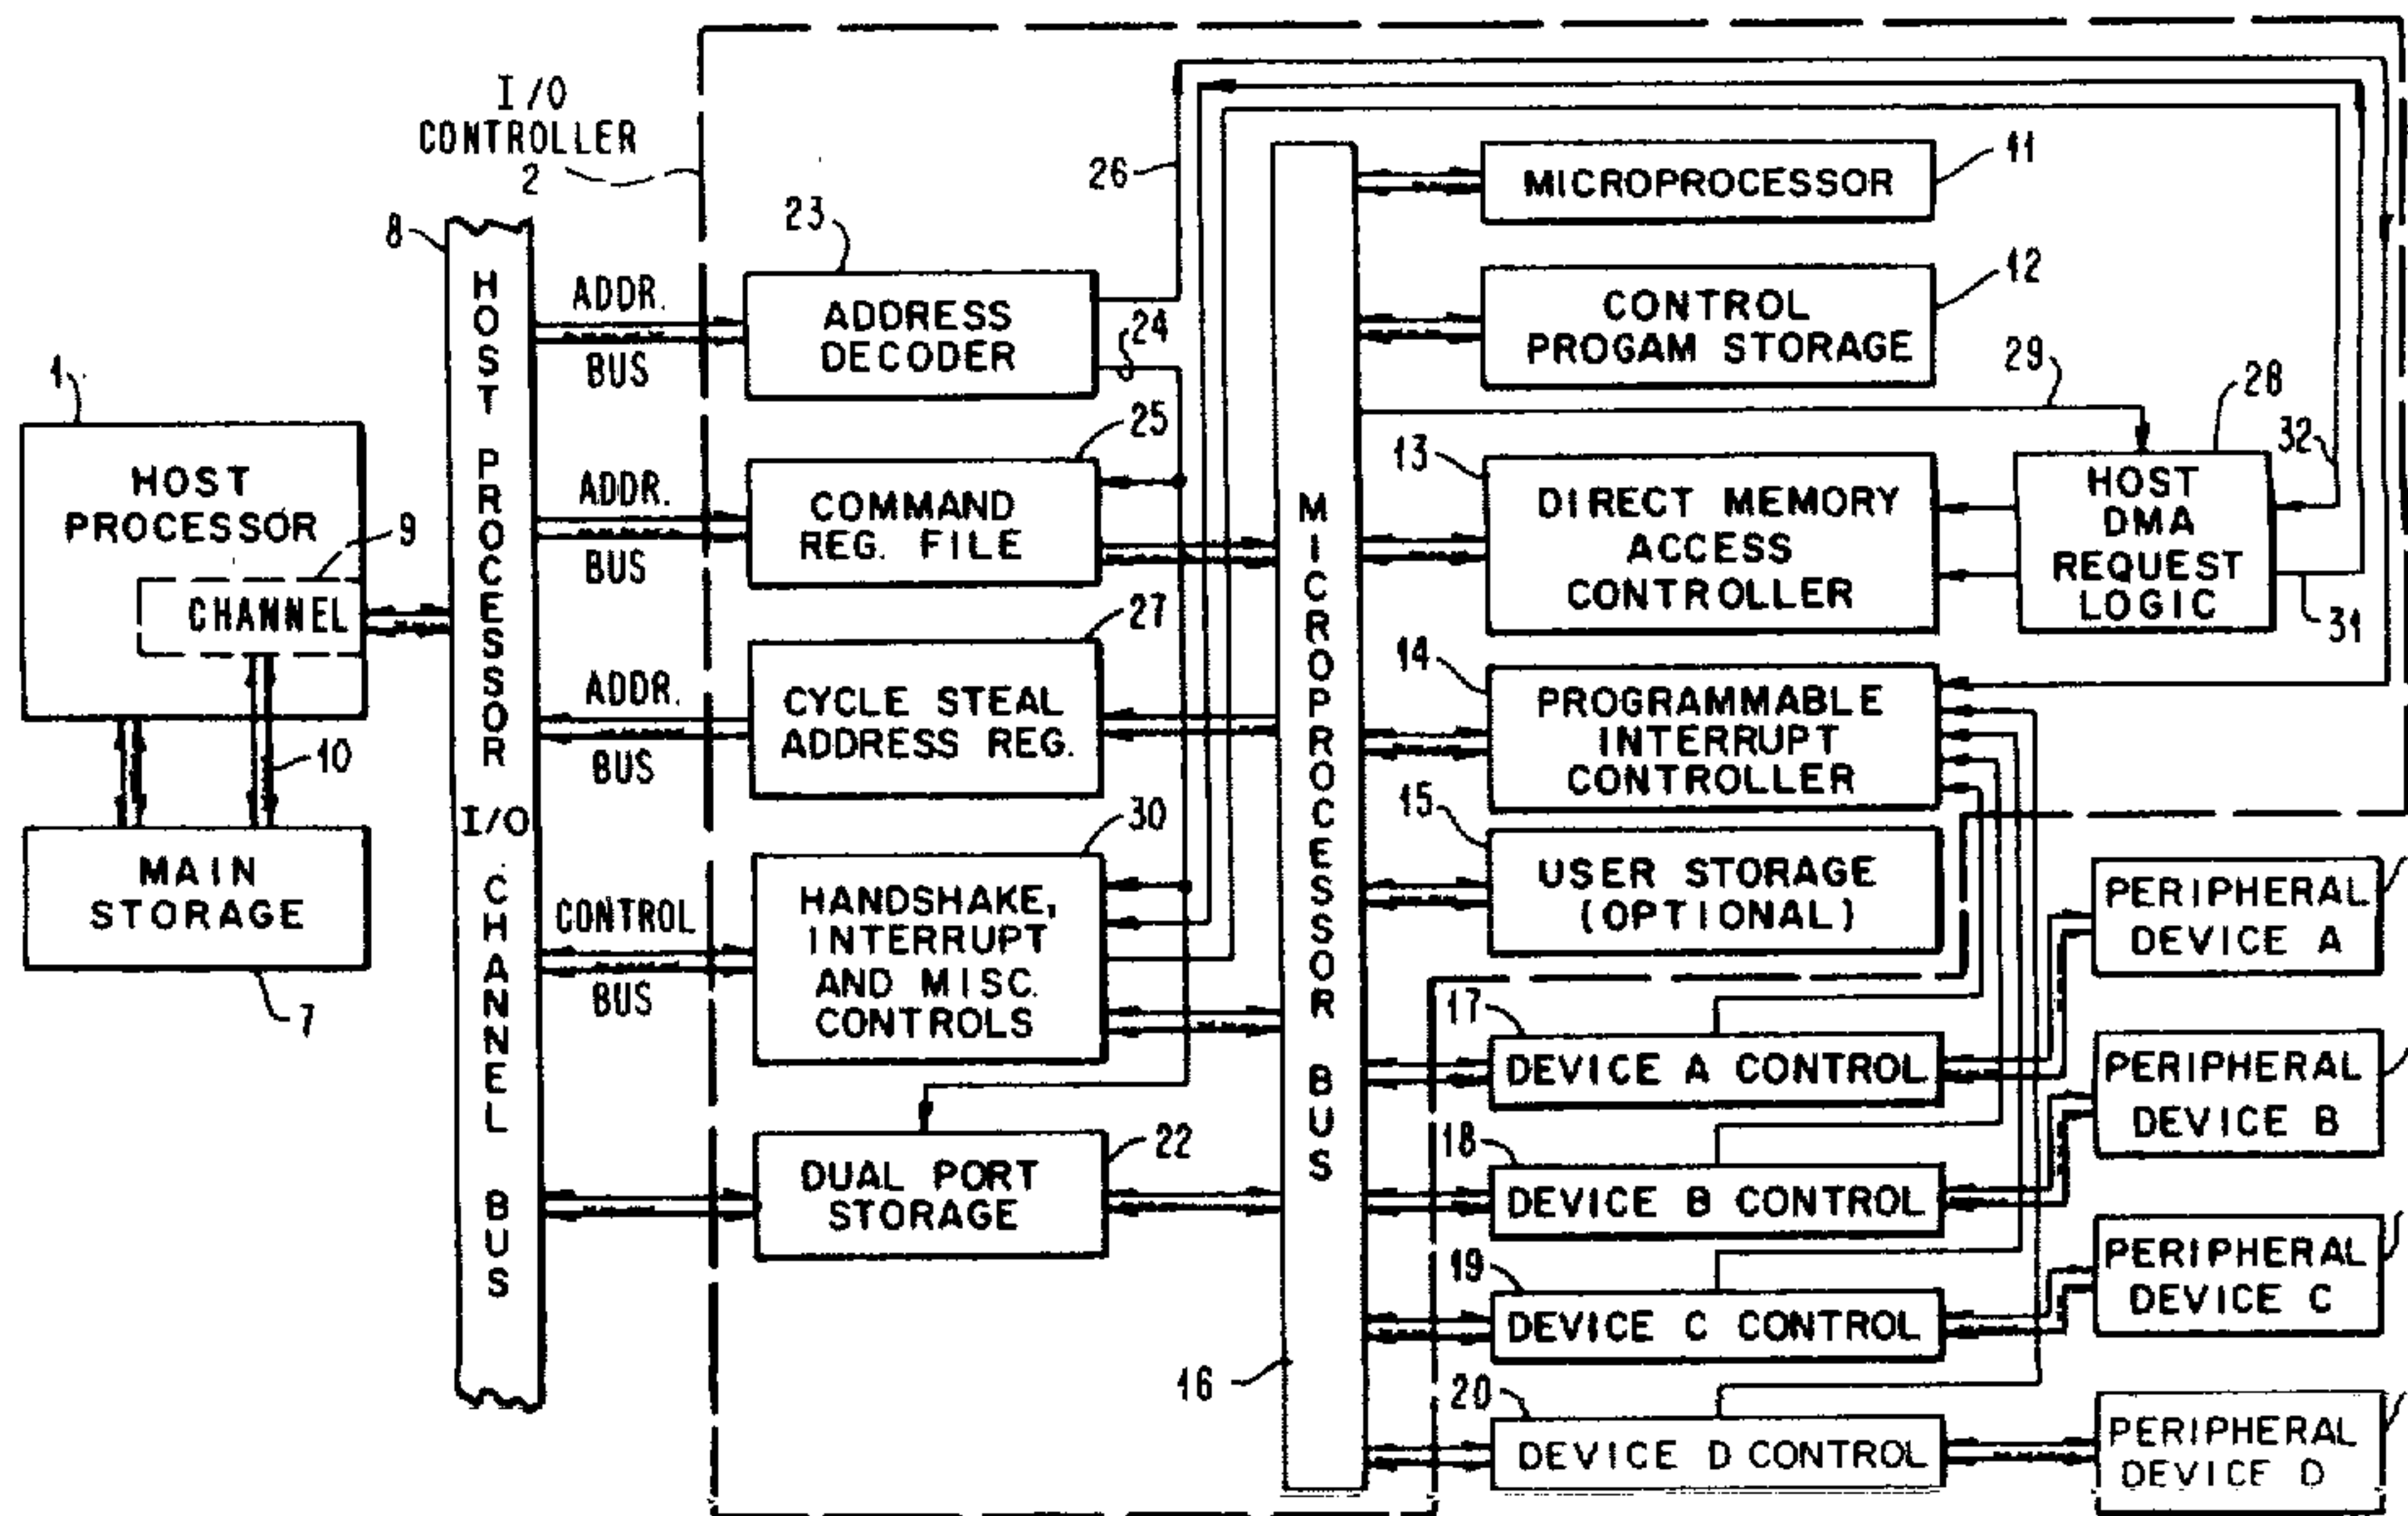 I/O
CONTROLLER
2
8
HOST PROCESSOR I/O CHANNEL BUS
1
HOST
PROCESSOR
9
CHANNEL
10
MAIN
STORAGE
7
ADDR.
BUS
23
ADDRESS
DECODER
24
26
ADDR.
BUS
25
COMMAND
REG. FILE
ADDR.
BUS
27
CYCLE STEAL
ADDRESS REG.
CONTROL
BUS
30
HANDSHAKE,
INTERRUPT
AND MISC.
CONTROLS
22
DUAL PORT
STORAGE
MICROPROCESSOR BUS
16
11
MICROPROCESSOR
12
CONTROL
PROGAM STORAGE
29
28
32
13
DIRECT MEMORY
ACCESS
CONTROLLER
HOST
DMA
REQUEST
LOGIC
31
14
PROGRAMMABLE
INTERRUPT
CONTROLLER
15
USER STORAGE
(OPTIONAL)
17
DEVICE A CONTROL
18
DEVICE B CONTROL
19
DEVICE C CONTROL
20
DEVICE D CONTROL
PERIPHERAL
DEVICE A
PERIPHERAL
DEVICE B
PERIPHERAL
DEVICE C
PERIPHERAL
DEVICE D